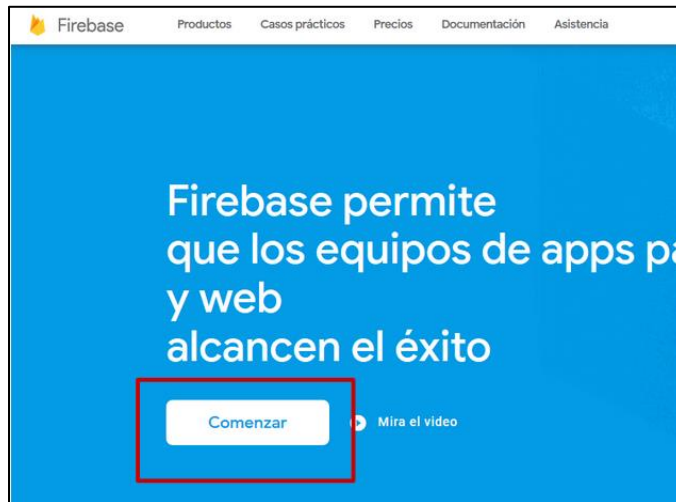 Firebase Productos Casos prácticos Precios Documentación Asistencia
Firebase permite
que los equipos de apps pa
y web
alcancen el éxito
Comenzar Mira el video